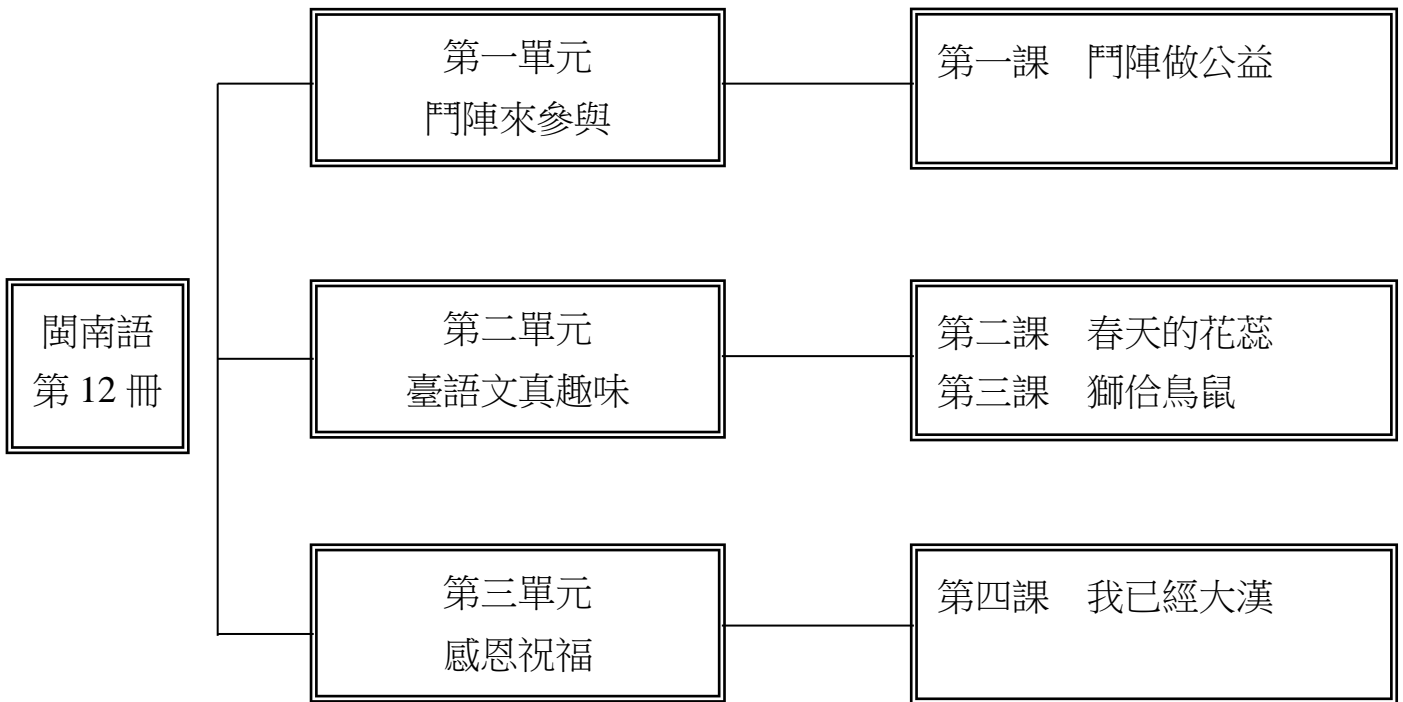 第一單元
鬥陣來參與
第一課　鬥陣做公益
閩南語
第 12 冊
第二單元
臺語文真趣味
第二課　春天的花蕊
第三課　獅佮鳥鼠
第三單元
感恩祝福
第四課　我已經大漢